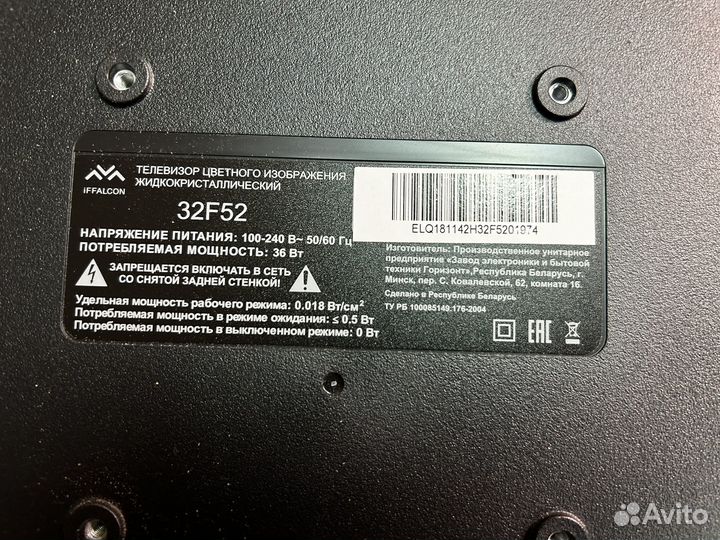 iFFALCON
ТЕЛЕВИЗОР ЦВЕТНОГО ИЗОБРАЖЕНИЯ
ЖИДКОКРИСТАЛЛИЧЕСКИЙ
32F52
НАПРЯЖЕНИЕ ПИТАНИЯ: 100-240 В~ 50/60 Гц
ПОТРЕБЛЯЕМАЯ МОЩНОСТЬ: 36 Вт
ЗАПРЕЩАЕТСЯ ВКЛЮЧАТЬ В СЕТЬ
СО СНЯТОЙ ЗАДНЕЙ СТЕНКОЙ!
Удельная мощность рабочего режима: 0.018 Вт/см²
Потребляемая мощность в режиме ожидания: ≤ 0.5 Вт
Потребляемая мощность в выключенном режиме: 0 Вт
ELQ181142H32F5201974
Изготовитель: Производственное унитарное
предприятие «Завод электроники и бытовой
техники Горизонт»,Республика Беларусь, г.
Минск, пер. С. Ковалевской, 62, комната 16.
Сделано в Республике Беларусь
ТУ РБ 100085149.176-2004
EAC
Avito